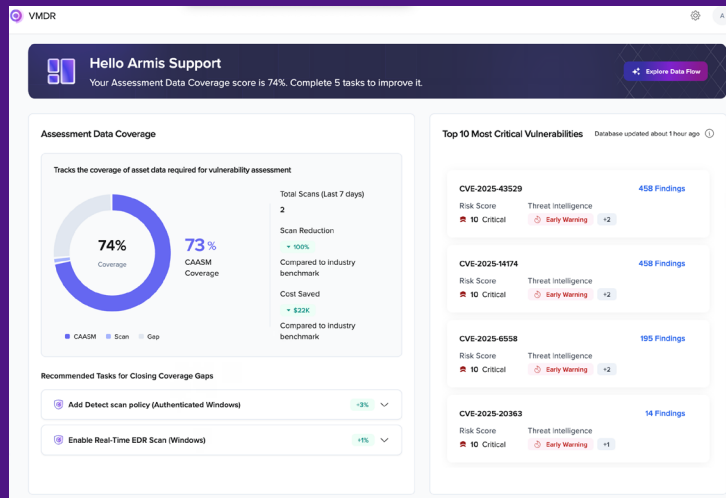 VMDR
A
Hello Armis Support
Your Assessment Data Coverage score is 74%. Complete 5 tasks to improve it.
Explore Data Flow
Assessment Data Coverage
Tracks the coverage of asset data required for vulnerability assessment
74%
Coverage
73 %
CAASM
Coverage
CAASM
Scan
Gap
Total Scans (Last 7 days)
2
Scan Reduction
100%
Compared to industry
benchmark
Cost Saved
$22K
Compared to industry
benchmark
Recommended Tasks for Closing Coverage Gaps
Add Detect scan policy (Authenticated Windows)
+3%
Enable Real-Time EDR Scan (Windows)
+1%
Top 10 Most Critical Vulnerabilities
Database updated about 1 hour ago
CVE-2025-43529
458 Findings
Risk Score
Threat Intelligence
10 Critical
Early Warning
+2
CVE-2025-14174
458 Findings
Risk Score
Threat Intelligence
10 Critical
Early Warning
+2
CVE-2025-6558
195 Findings
Risk Score
Threat Intelligence
10 Critical
Early Warning
+2
CVE-2025-20363
14 Findings
Risk Score
Threat Intelligence
10 Critical
Early Warning
+1